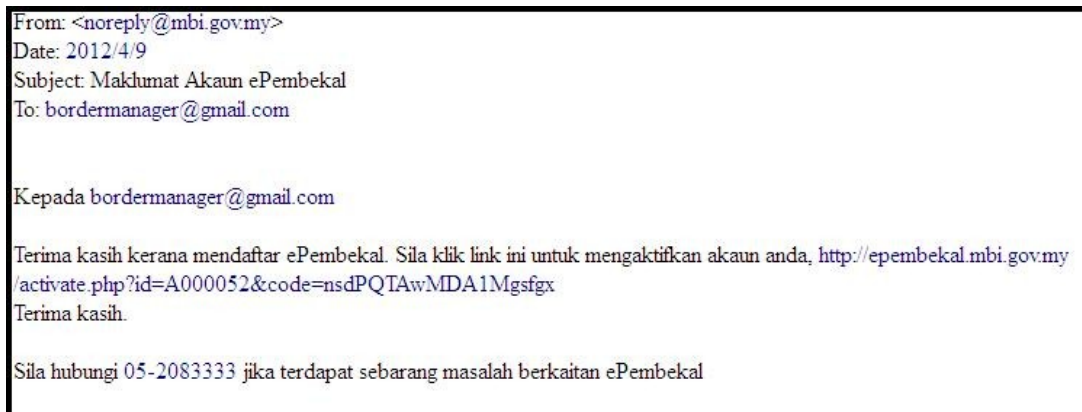 From: <noreply@mbi.gov.my>
Date: 2012/4/9
Subject: Maklumat Akaun ePembekal
To: bordermanager@gmail.com
Kepada bordermanager@gmail.com
Terima kasih kerana mendaftar ePembekal. Sila klik link ini untuk mengaktifkan akaun anda, http://epembekal.mbi.gov.my
/activate.php?id=A000052&code=nsdPQTAwMDA1Mgsfgx
Terima kasih.
Sila hubungi 05-2083333 jika terdapat sebarang masalah berkaitan ePembekal